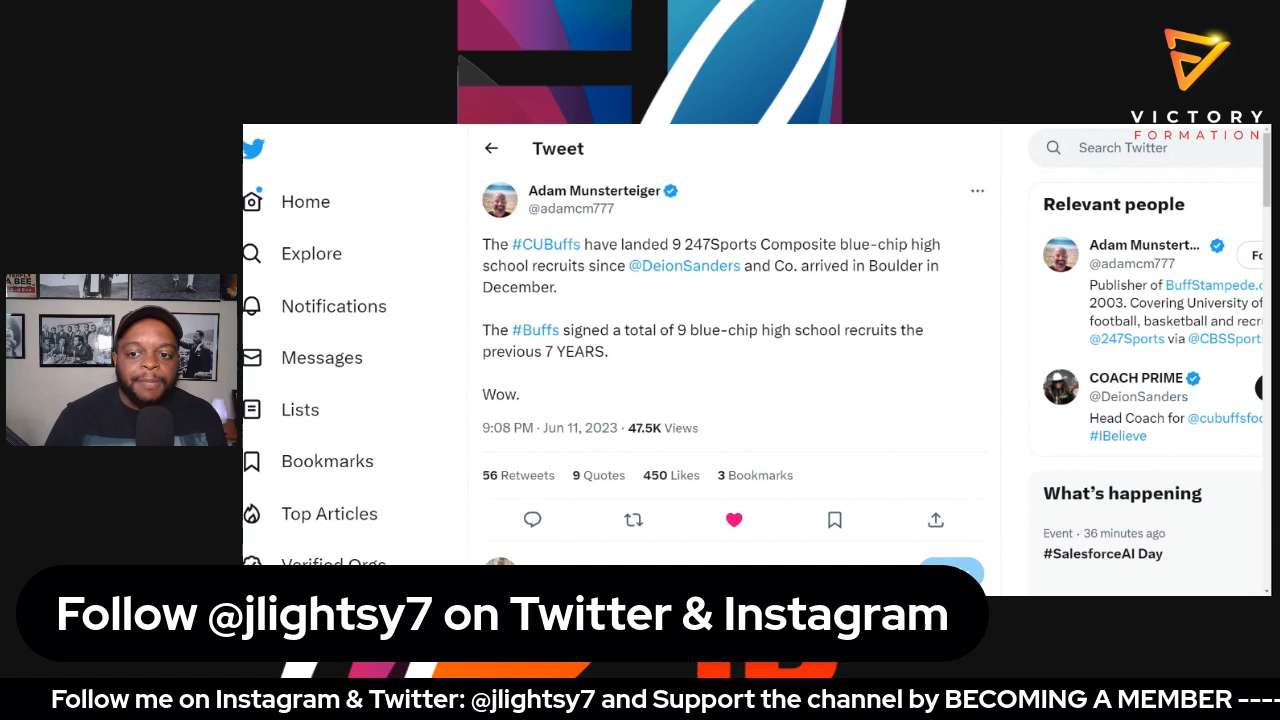 VICTORY
FORMATION
Tweet
Search Twitter
Home
Explore
Notifications
Messages
Lists
Bookmarks
Top Articles
Verified Orgs
Adam Munsterteiger
@adamcm777
The #CUBuffs have landed 9 247Sports Composite blue-chip high
school recruits since @DeionSanders and Co. arrived in Boulder in
December.
The #Buffs signed a total of 9 blue-chip high school recruits the
previous 7 YEARS.
Wow.
9:08 PM · Jun 11, 2023 · 47.5K Views
56 Retweets 9 Quotes 450 Likes 3 Bookmarks
Relevant people
Adam Munstert...
@adamcm777
Fo
Publisher of BuffStampede.c
2003. Covering University of
football, basketball and recr
@247Sports via @CBSSport
COACH PRIME
@DeionSanders
Head Coach for @cubuffsfoo
#IBelieve
What's happening
Event · 36 minutes ago
#SalesforceAI Day
Follow @jlightsy7 on Twitter & Instagram
Follow me on Instagram & Twitter: @jlightsy7 and Support the channel by BECOMING A MEMBER ----